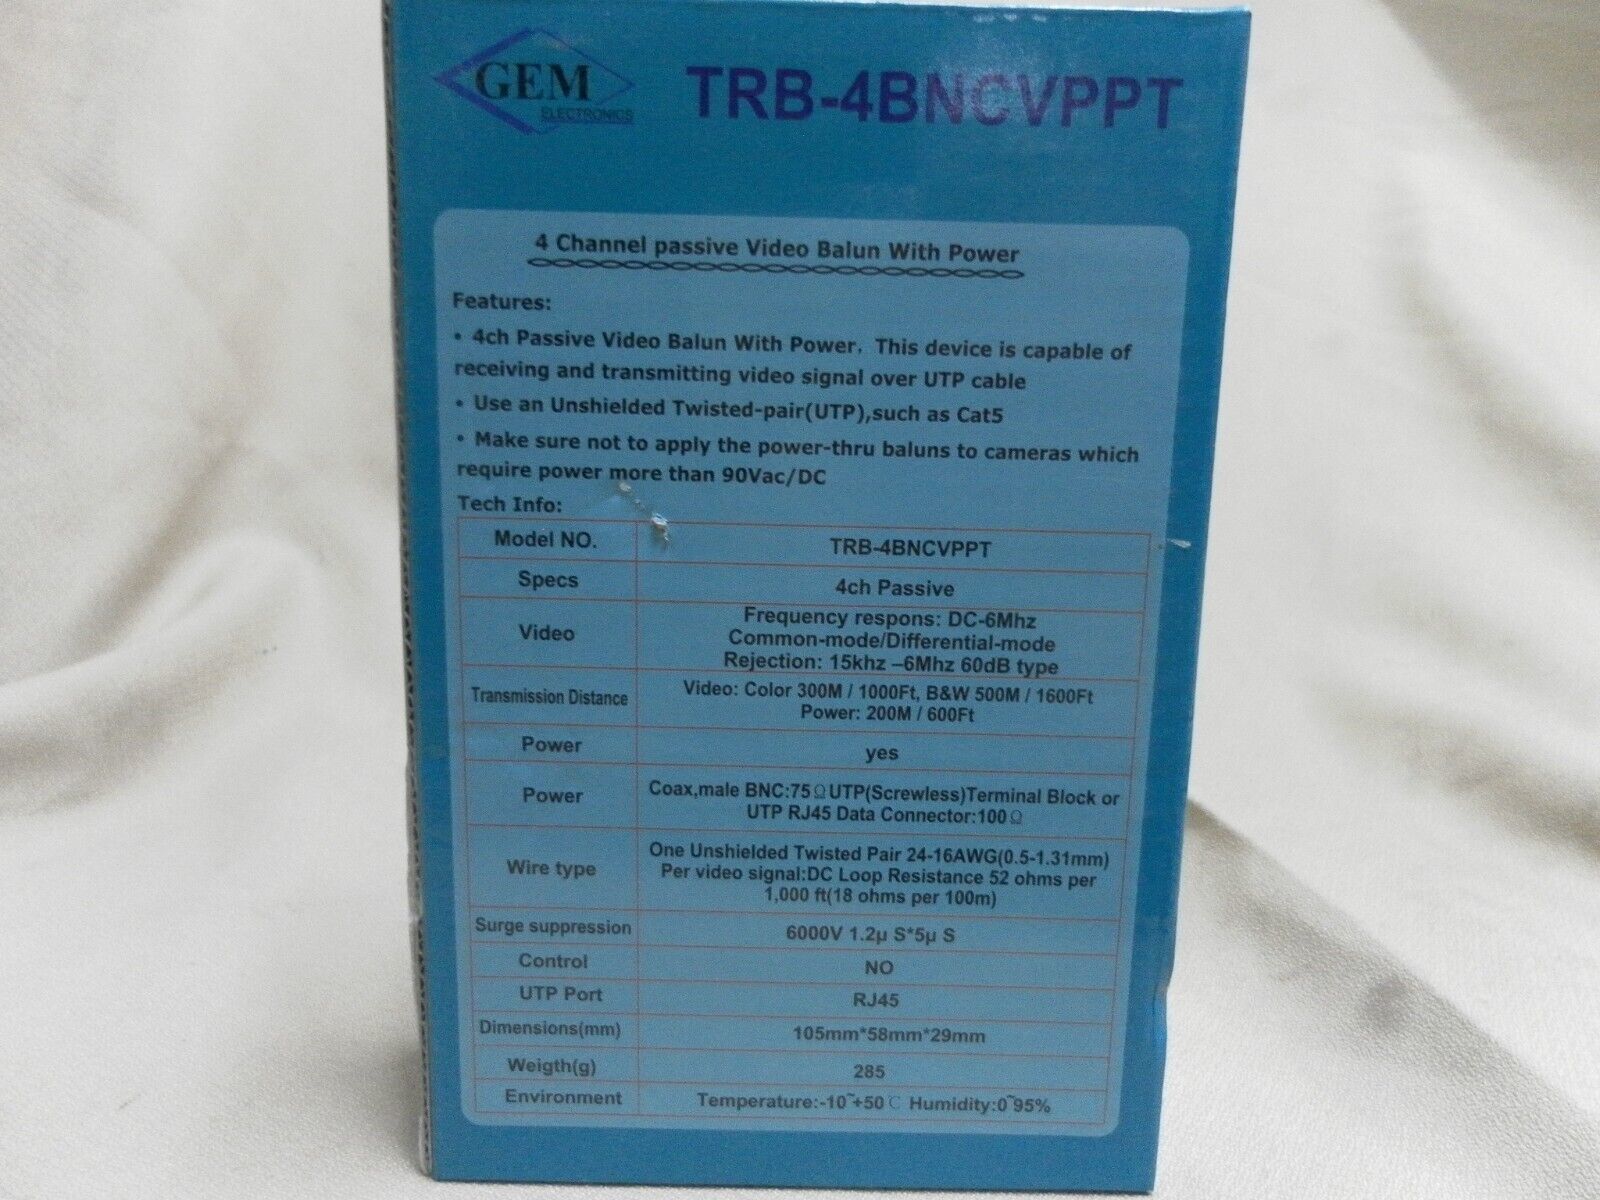 GEM
ELECTRONICS
TRB-4BNCVPPT
4 Channel passive Video Balun With Power
Features:
• 4ch Passive Video Balun With Power. This device is capable of
receiving and transmitting video signal over UTP cable
• Use an Unshielded Twisted-pair(UTP),such as Cat5
• Make sure not to apply the power-thru baluns to cameras which
require power more than 90Vac/DC
Tech Info:
Model NO. TRB-4BNCVPPT
Specs 4ch Passive
Video Frequency respons: DC-6Mhz
Common-mode/Differential-mode
Rejection: 15khz –6Mhz 60dB type
Transmission Distance Video: Color 300M / 1000Ft, B&W 500M / 1600Ft
Power: 200M / 600Ft
Power yes
Power Coax,male BNC:75Ω UTP(Screwless)Terminal Block or
UTP RJ45 Data Connector:100Ω
Wire type One Unshielded Twisted Pair 24-16AWG(0.5-1.31mm)
Per video signal:DC Loop Resistance 52 ohms per
1,000 ft(18 ohms per 100m)
Surge suppression 6000V 1.2μ S*5μ S
Control NO
UTP Port RJ45
Dimensions(mm) 105mm*58mm*29mm
Weigth(g) 285
Environment Temperature:-10~+50℃ Humidity:0~95%